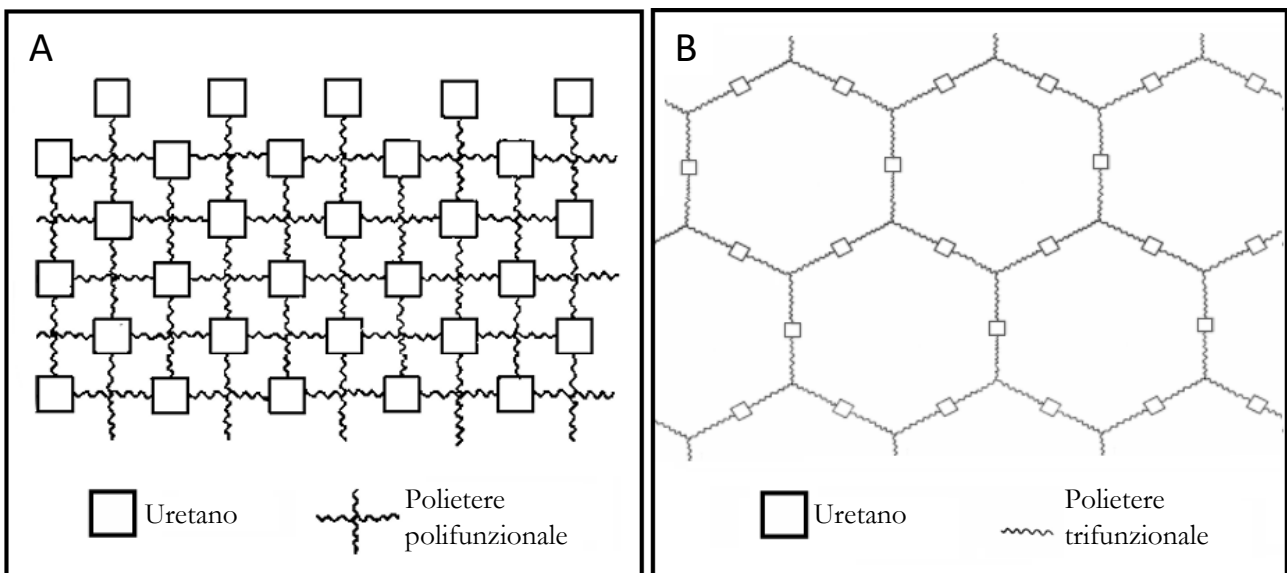 A
Uretano
Polietere
polifunzionale
B
Uretano
Polietere
trifunzionale